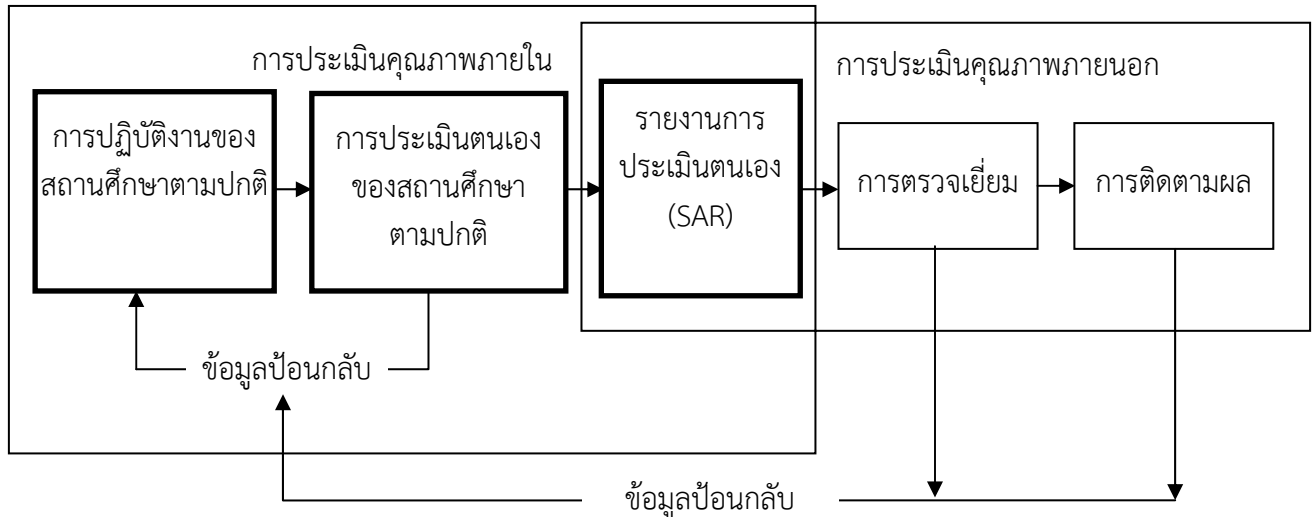 การประเมินคุณภาพภายใน
การประเมินคุณภาพภายนอก
การปฏิบัติงานของ
สถานศึกษาตามปกติ
การประเมินตนเอง
ของสถานศึกษา
ตามปกติ
รายงานการ
ประเมินตนเอง
(SAR)
การตรวจเยี่ยม
การติดตามผล
ข้อมูลป้อนกลับ
ข้อมูลป้อนกลับ